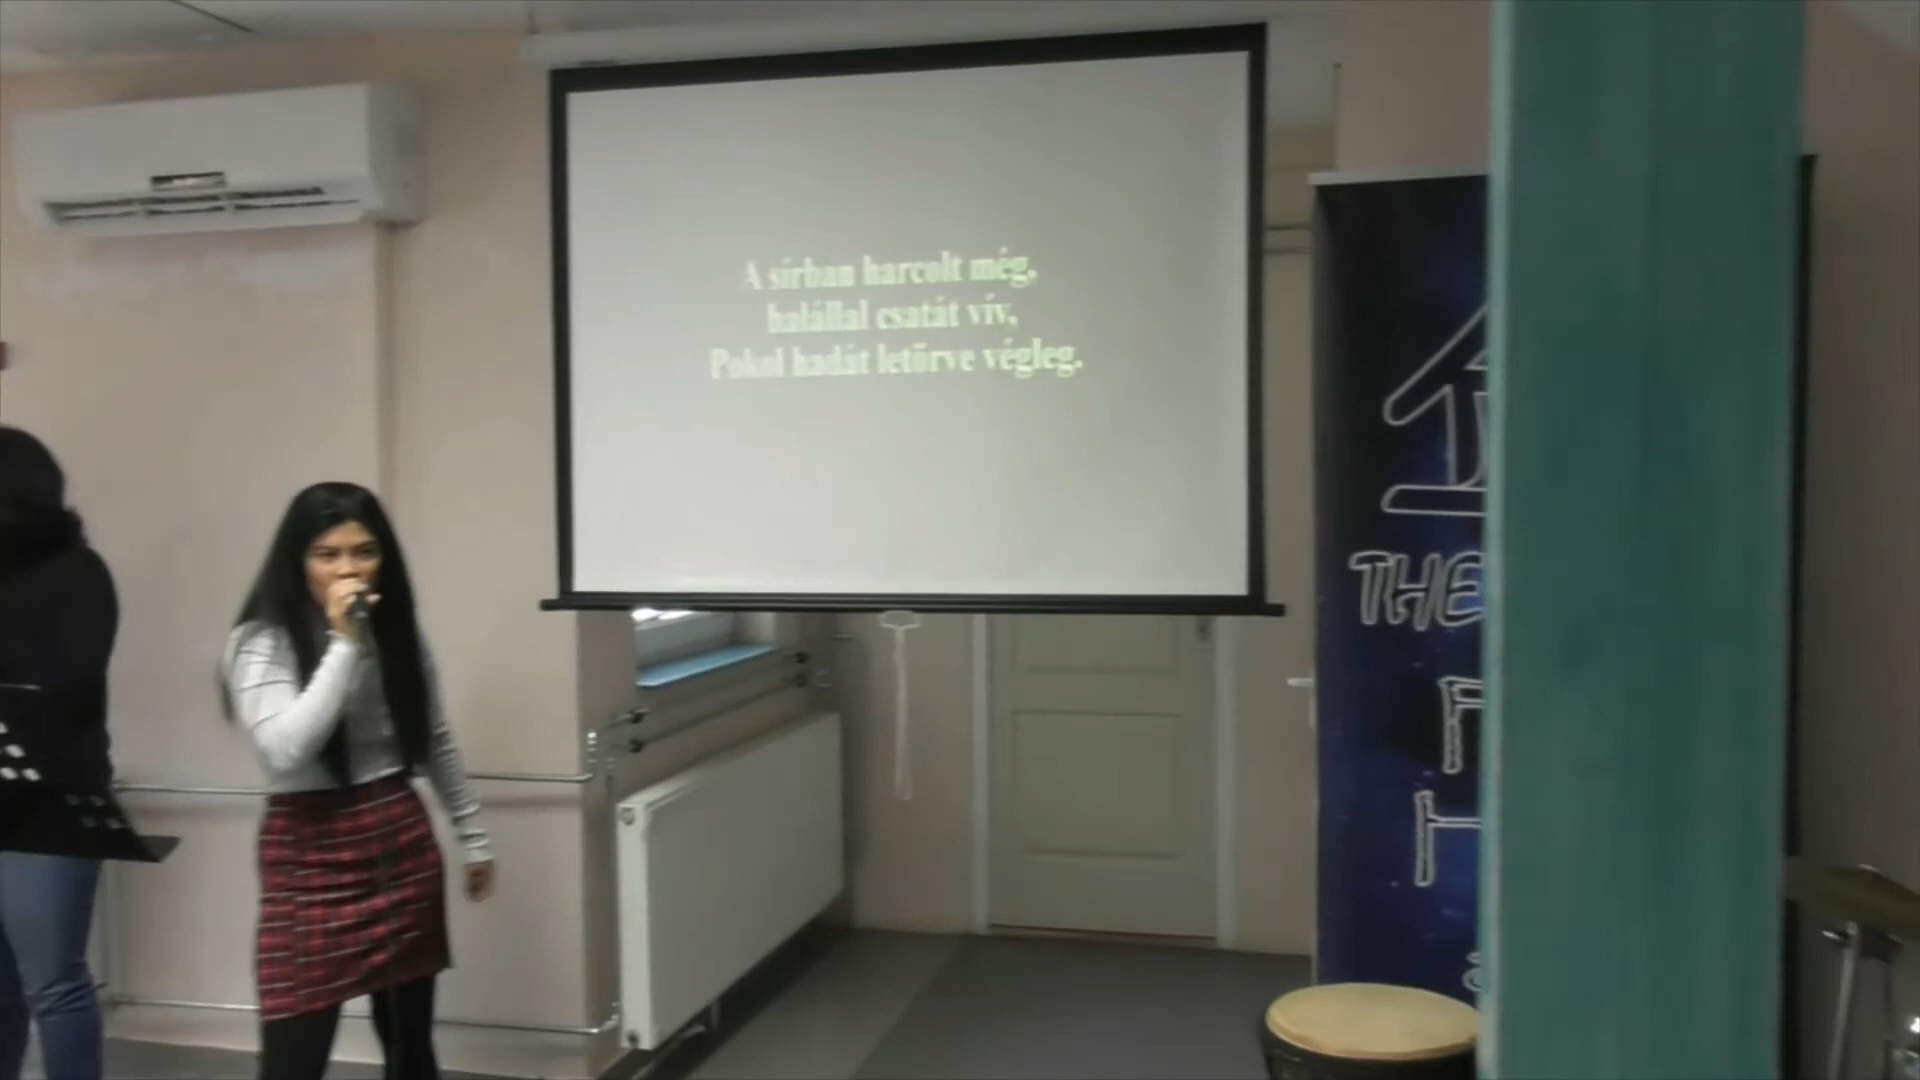 A sírban harcolt még,
halállal csatát vív,
Pokol hadát letörve végleg.
THE